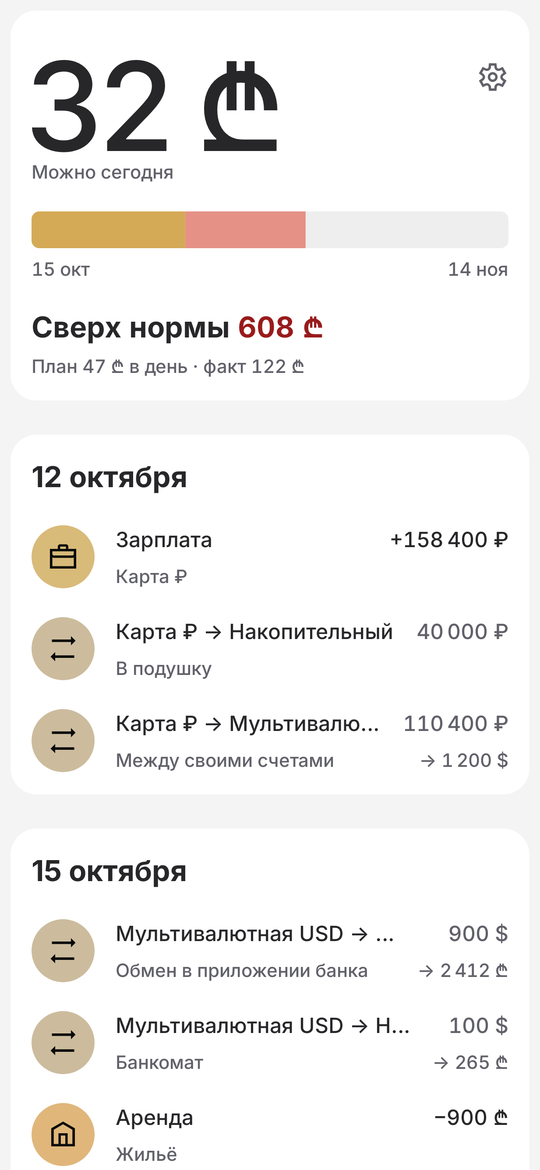 32 ₾
Можно сегодня
15 окт 14 ноя
Сверх нормы 608 ₾
План 47 ₾ в день · факт 122 ₾
12 октября
Зарплата +158 400 ₽
Карта ₽
Карта ₽ → Накопительный 40 000 ₽
В подушку
Карта ₽ → Мультивалю... 110 400 ₽
Между своими счетами → 1 200 $
15 октября
Мультивалютная USD → ... 900 $
Обмен в приложении банка → 2 412 ₾
Мультивалютная USD → Н... 100 $
Банкомат → 265 ₾
Аренда −900 ₾
Жильё